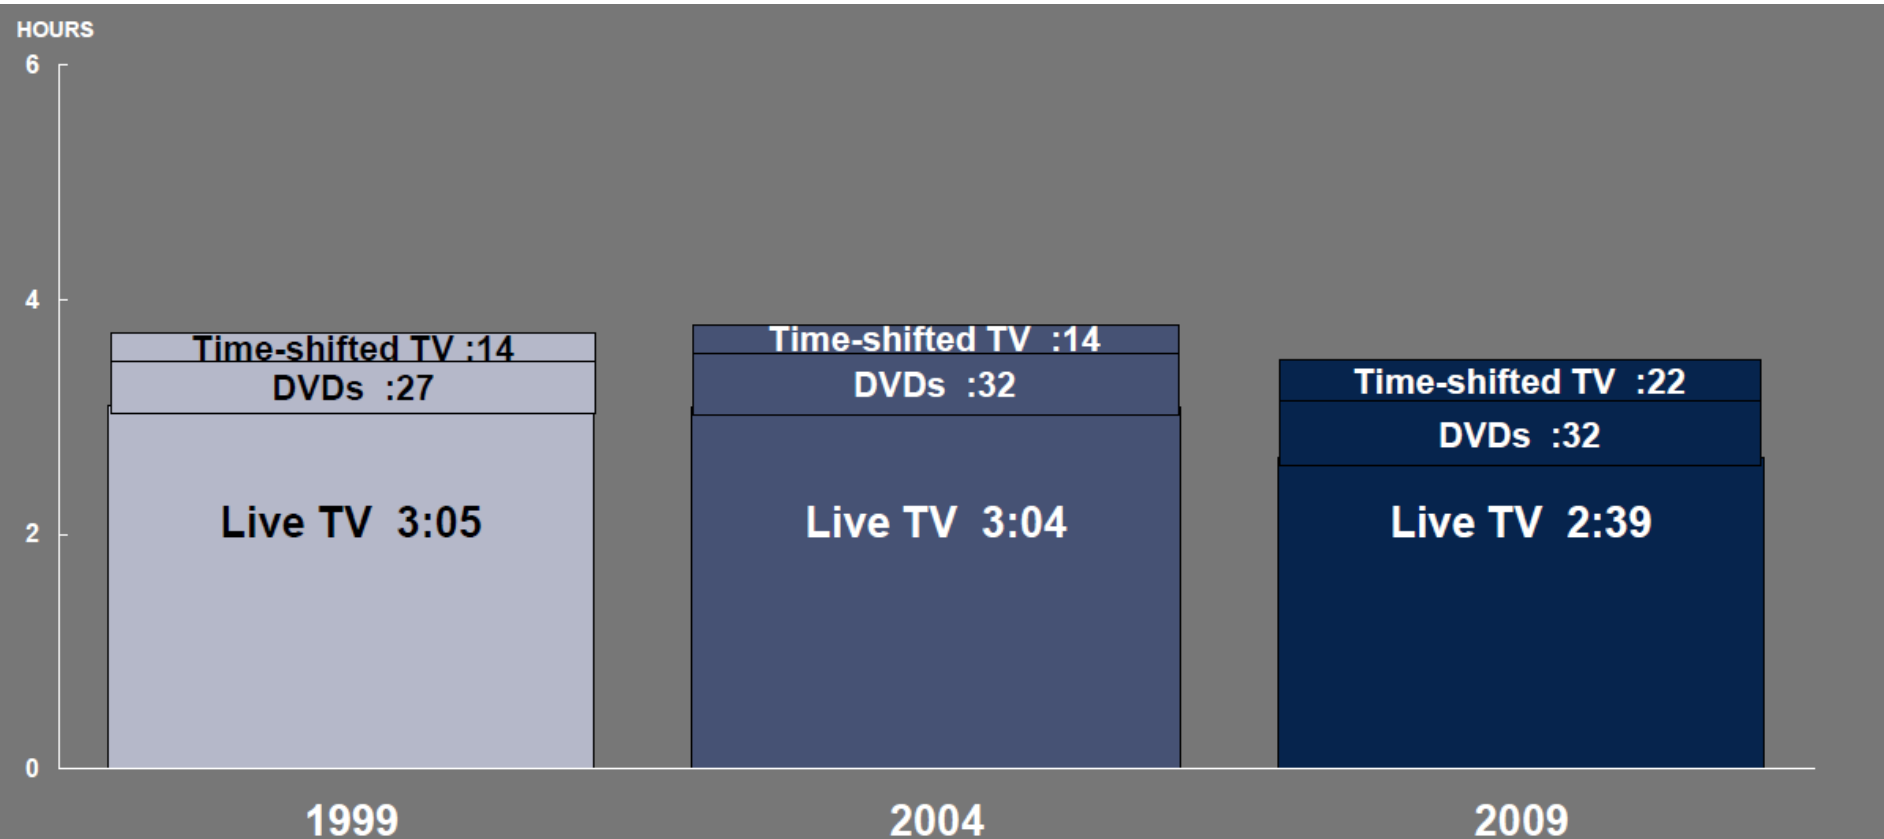 HOURS
6
4
2
0
Time-shifted TV :14
DVDs :27
Live TV 3:05
1999
Time-shifted TV :14
DVDs :32
Live TV 3:04
2004
Time-shifted TV :22
DVDs :32
Live TV 2:39
2009